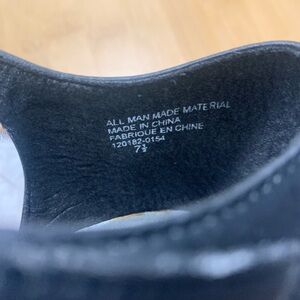 ALL MAN MADE MATERIAL
MADE IN CHINA
FABRIQUE EN CHINE
120182-0154
7½